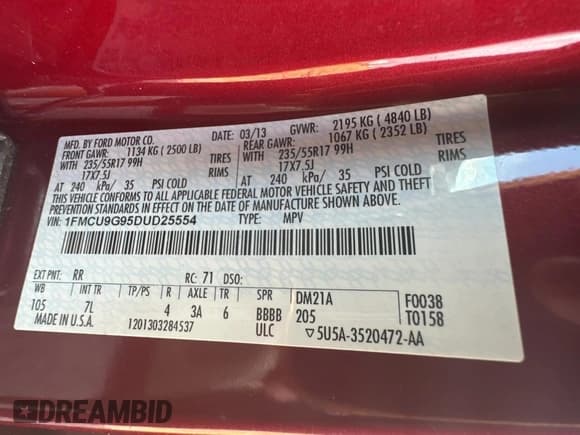 MFD. BY FORD MOTOR CO.
DATE: 03/13 GVWR: 2195 KG ( 4840 LB)
FRONT GAWR: 1134 KG ( 2500 LB) REAR GAWR: 1067 KG ( 2352 LB)
WITH 235/55R17 99H TIRES WITH 235/55R17 99H TIRES
17X7.5J RIMS 17X7.5J RIMS
AT 240 kPa/ 35 PSI COLD AT 240 kPa/ 35 PSI COLD
THIS VEHICLE CONFORMS TO ALL APPLICABLE FEDERAL MOTOR VEHICLE SAFETY AND THEFT
PREVENTION STANDARDS IN EFFECT ON THE DATE OF MANUFACTURE SHOWN ABOVE.
VIN: 1FMCU9G95DUD25554 TYPE: MPV
EXT PNT: RR RC: 71 DSO:
WB INT TR TP/PS R AXLE TR SPR DM21A F0038
105 7L 4 3A 6 BBBB 205 T0158
MADE IN U.S.A. 1201303284537 ULC ▽5U5A-3520472-AA
DREAMBID